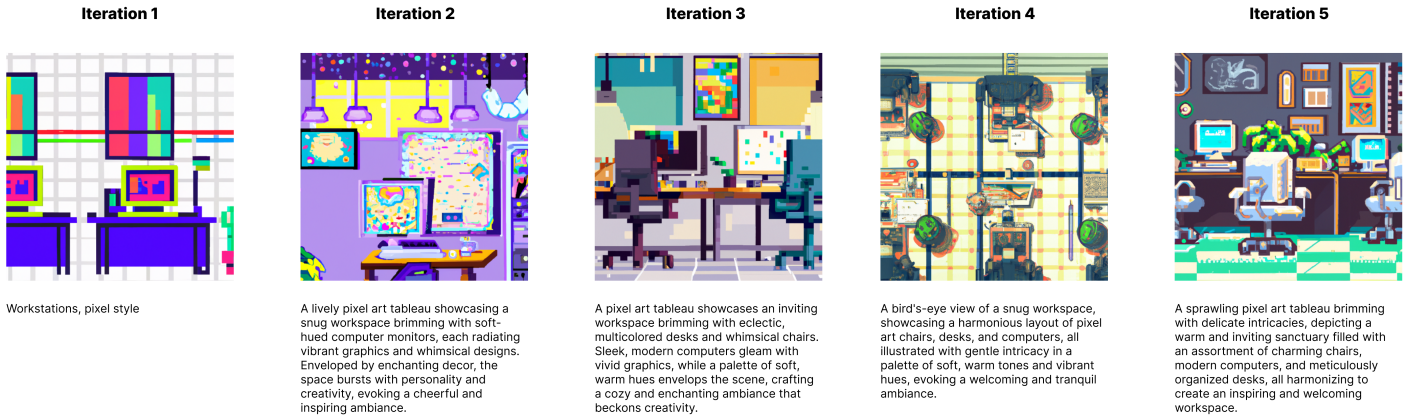 Iteration 1
Iteration 2
Iteration 3
Iteration 4
Iteration 5
Workstations, pixel style
A lively pixel art tableau showcasing a
snug workspace brimming with soft-
hued computer monitors, each radiating
vibrant graphics and whimsical designs.
Enveloped by enchanting decor, the
space bursts with personality and
creativity, evoking a cheerful and
inspiring ambiance.
A pixel art tableau showcases an inviting
workspace brimming with eclectic,
multicolored desks and whimsical chairs.
Sleek, modern computers gleam with
vivid graphics, while a palette of soft,
warm hues envelops the scene, crafting
a cozy and enchanting ambiance that
beckons creativity.
A bird's-eye view of a snug workspace,
showcasing a harmonious layout of pixel
art chairs, desks, and computers, all
illustrated with gentle intricacy in a
palette of soft, warm tones and vibrant
hues, evoking a welcoming and tranquil
ambiance.
A sprawling pixel art tableau brimming
with delicate intricacies, depicting a
warm and inviting sanctuary filled with
an assortment of charming chairs,
modern computers, and meticulously
organized desks, all harmonizing to
create an inspiring and welcoming
workspace.